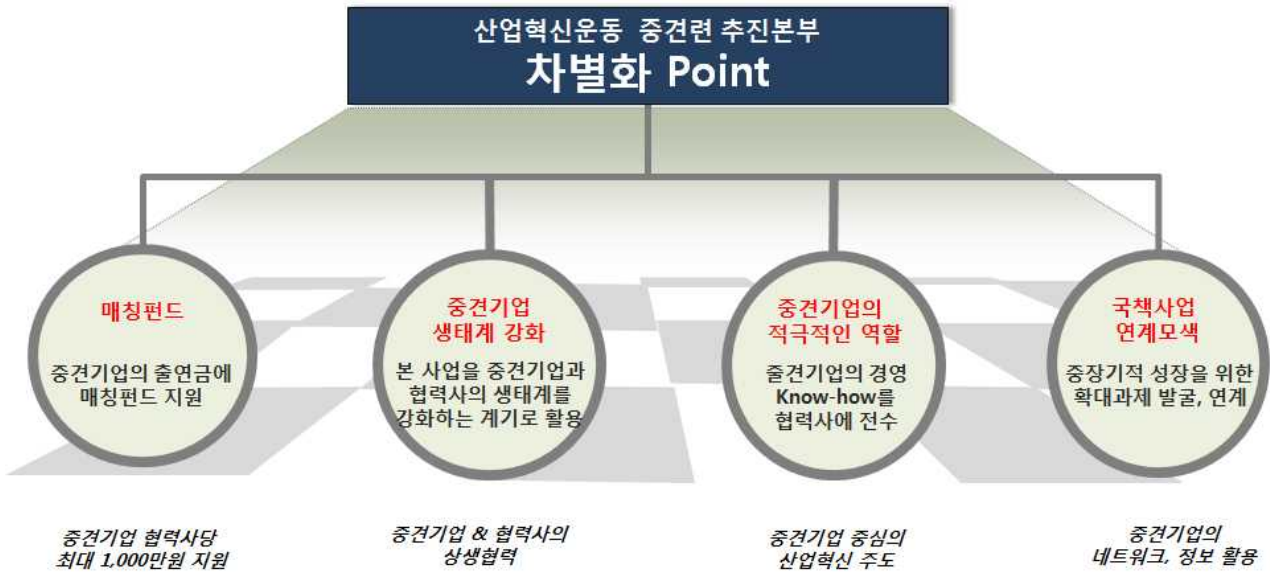 산업혁신운동 중견련 추진본부
차별화 Point
매칭펀드
중견기업의 출연금에
매칭펀드 지원
중견기업 협력사당
최대 1,000만원 지원
중견기업
생태계 강화
본 사업을 중견기업과
협력사의 생태계를
강화하는 계기로 활용
중견기업 & 협력사의
상생협력
중견기업의
적극적인 역할
줄견기업의 경영
Know-how를
협력사에 전수
중견기업 중심의
산업혁신 주도
국책사업
연계모색
중장기적 성장을 위한
확대과제 발굴, 연계
중견기업의
네트워크, 정보 활용